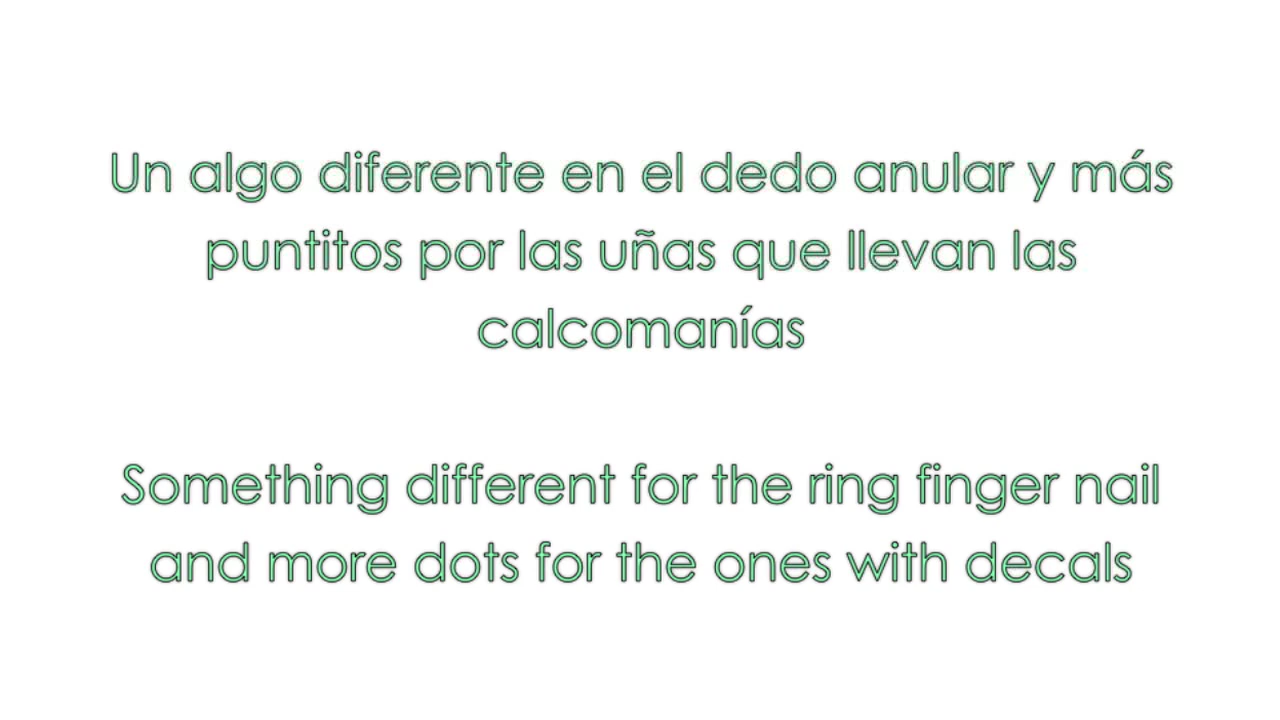 Un algo diferente en el dedo anular y más
puntitos por las uñas que llevan las
calcomanías
Something different for the ring finger nail
and more dots for the ones with decals